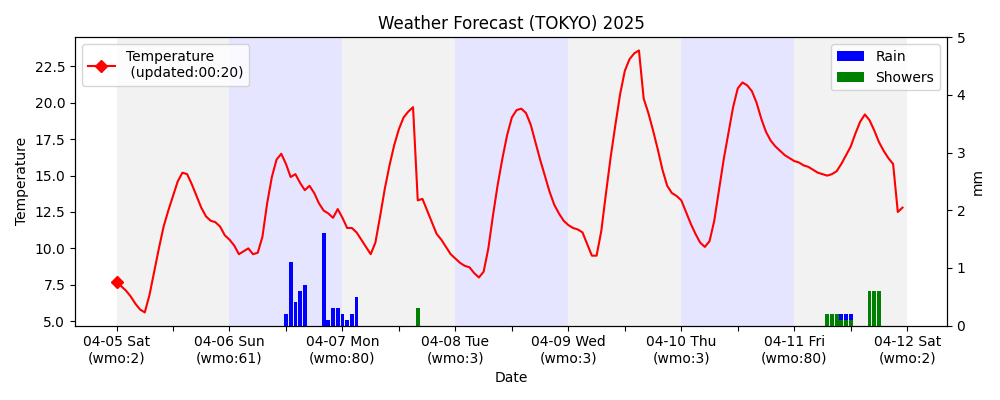 Weather Forecast (TOKYO) 2025
Temperature
(updated:00:20)
Rain
Showers
Temperature
22.5
20.0
17.5
15.0
12.5
10.0
7.5
5.0
5
4
3
2
1
0
mm
04-05 Sat
(wmo:2)
04-06 Sun
(wmo:61)
04-07 Mon
(wmo:80)
04-08 Tue
(wmo:3)
04-09 Wed
(wmo:3)
04-10 Thu
(wmo:3)
04-11 Fri
(wmo:80)
04-12 Sat
(wmo:2)
Date